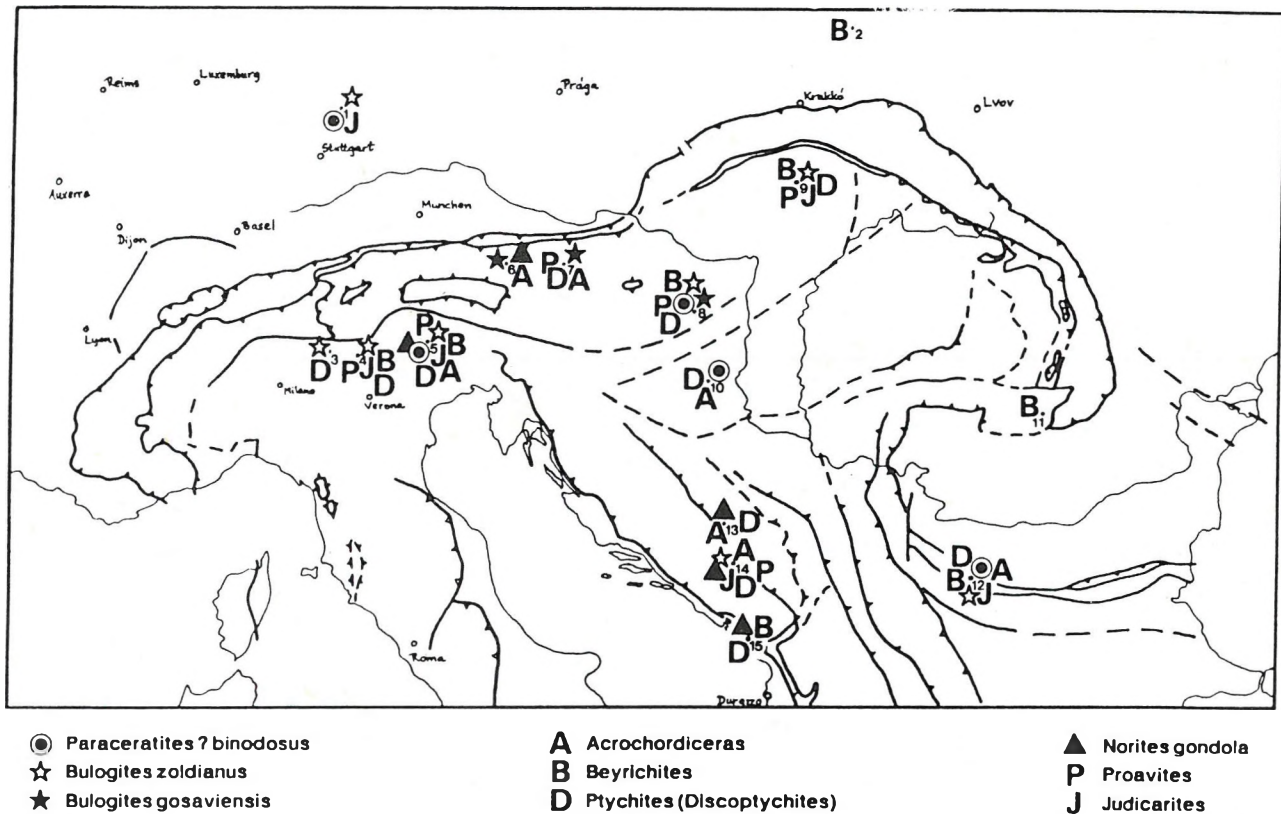 B 2
Reims
Luxemburg
Prága
Krakkó
Lvov
1 J
Stuttgart
Auxerra
Dijon
Basel
München
B 9 D
P J
6 A
P 7
D A
B
P 8
D
Lyon
D 3
4 B
P J D
P
5 B
J
D A
Milano
Verona
D 10
A
B 11
A 13 D
A
14 P
J D
D A
B 12 J
B
D 15
Roma
Durazzo
Paraceratites ? binodosus
Bulogites zoldianus
Bulogites gosaviensis
A Acrochordiceras
B Beyrichites
D Ptychites (Discoptychites)
Norites gondola
P Proavites
J Judicarites